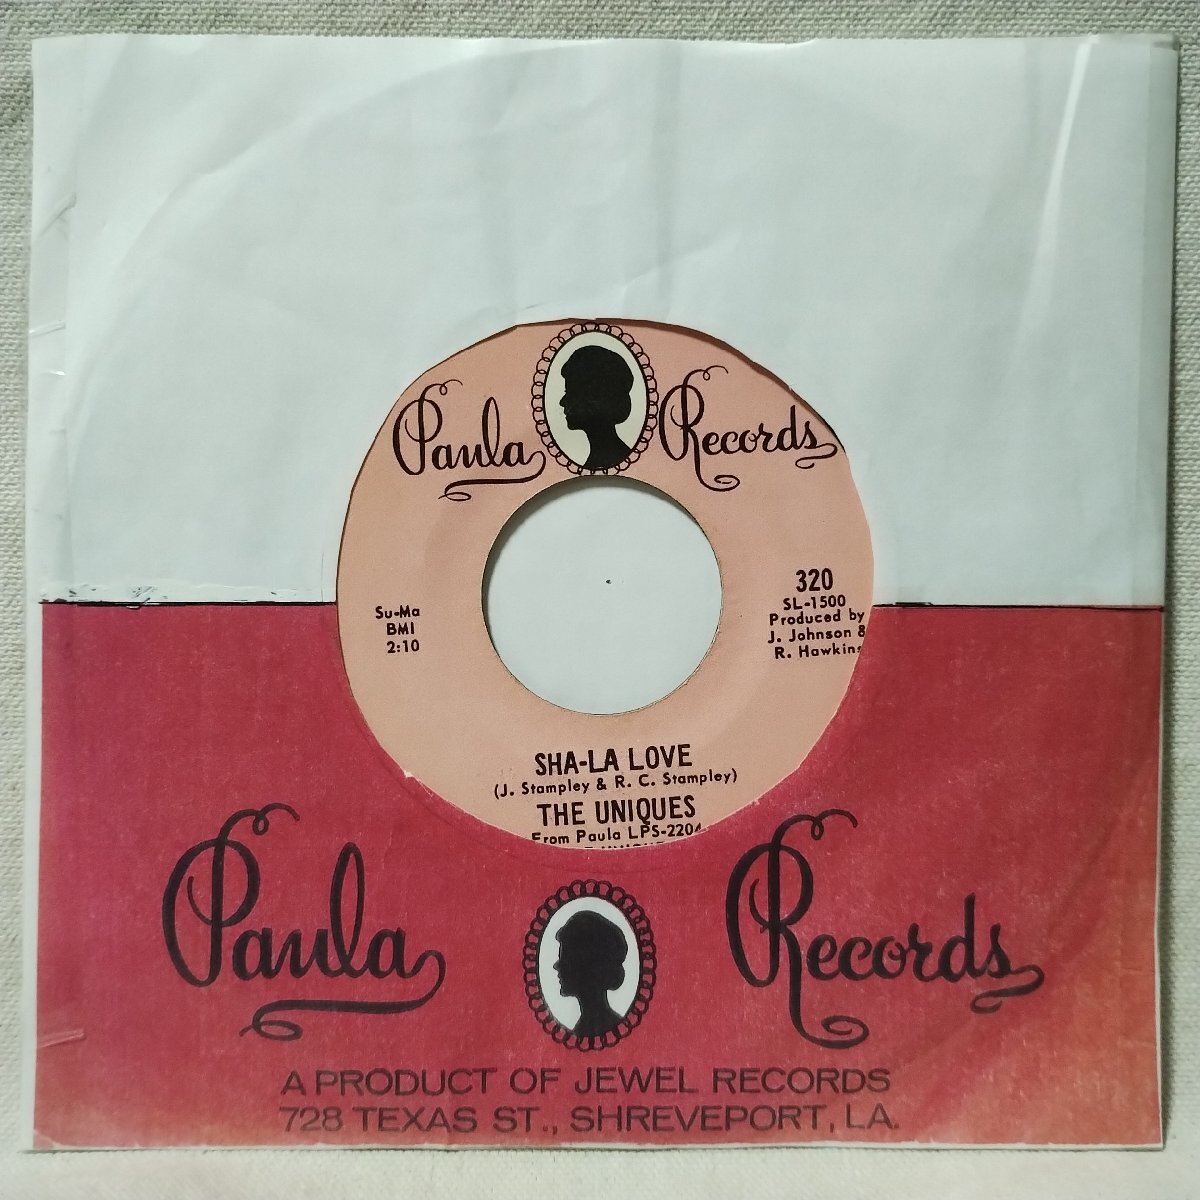 Paula Records
320
SL-1500
Produced by
J. Johnson &
R. Hawkins
Su-Ma
BMI
2:10
SHA-LA LOVE
(J. Stampley & R. C. Stampley)
THE UNIQUES
From Paula LPS-2204
Paula Records
A PRODUCT OF JEWEL RECORDS
728 TEXAS ST., SHREVEPORT, LA.